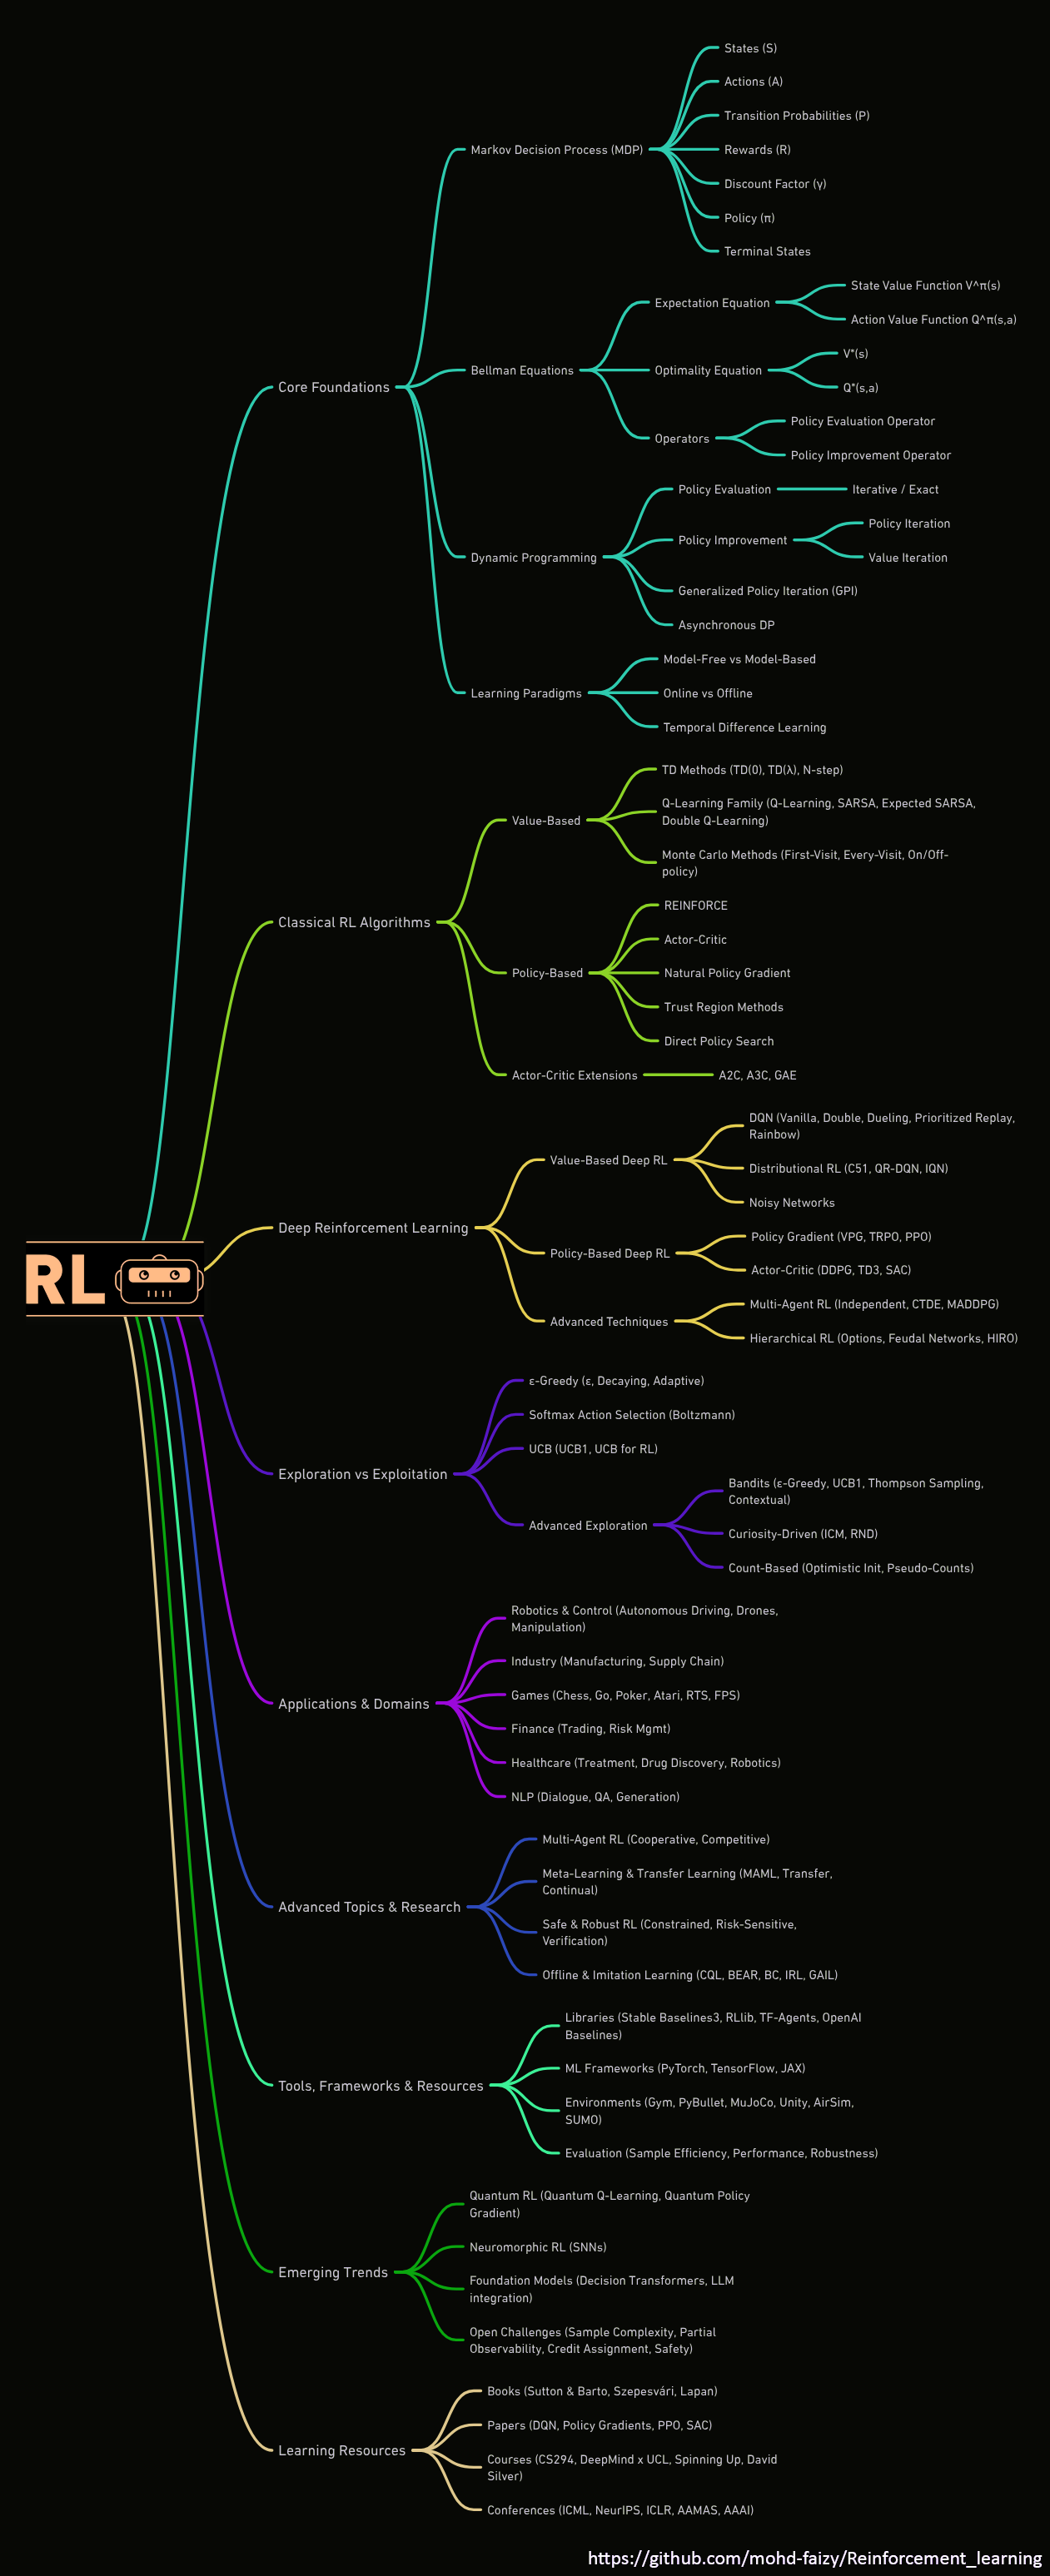 States (S)
Actions (A)
Transition Probabilities (P)
Markov Decision Process (MDP)
Rewards (R)
Discount Factor (γ)
Policy (π)
Terminal States
State Value Function V^π(s)
Expectation Equation
Action Value Function Q^π(s,a)
V*(s)
Bellman Equations
Optimality Equation
Core Foundations
Q*(s,a)
Policy Evaluation Operator
Operators
Policy Improvement Operator
Policy Evaluation
Iterative / Exact
Policy Iteration
Policy Improvement
Dynamic Programming
Value Iteration
Generalized Policy Iteration (GPI)
Asynchronous DP
Model-Free vs Model-Based
Learning Paradigms
Online vs Offline
Temporal Difference Learning
TD Methods (TD(0), TD(λ), N-step)
Value-Based
Q-Learning Family (Q-Learning, SARSA, Expected SARSA,
Double Q-Learning)
Monte Carlo Methods (First-Visit, Every-Visit, On/Off-
policy)
Classical RL Algorithms
REINFORCE
Actor-Critic
Policy-Based
Natural Policy Gradient
Trust Region Methods
Direct Policy Search
Actor-Critic Extensions
A2C, A3C, GAE
DQN (Vanilla, Double, Dueling, Prioritized Replay,
Rainbow)
Value-Based Deep RL
Distributional RL (C51, QR-DQN, IQN)
Noisy Networks
Deep Reinforcement Learning
Policy Gradient (VPG, TRPO, PPO)
Policy-Based Deep RL
Actor-Critic (DDPG, TD3, SAC)
RL
Multi-Agent RL (Independent, CTDE, MADDPG)
Advanced Techniques
Hierarchical RL (Options, Feudal Networks, HIRO)
ε-Greedy (ε, Decaying, Adaptive)
Softmax Action Selection (Boltzmann)
UCB (UCB1, UCB for RL)
Exploration vs Exploitation
Bandits (ε-Greedy, UCB1, Thompson Sampling,
Contextual)
Advanced Exploration
Curiosity-Driven (ICM, RND)
Count-Based (Optimistic Init, Pseudo-Counts)
Robotics & Control (Autonomous Driving, Drones,
Manipulation)
Industry (Manufacturing, Supply Chain)
Games (Chess, Go, Poker, Atari, RTS, FPS)
Applications & Domains
Finance (Trading, Risk Mgmt)
Healthcare (Treatment, Drug Discovery, Robotics)
NLP (Dialogue, QA, Generation)
Multi-Agent RL (Cooperative, Competitive)
Meta-Learning & Transfer Learning (MAML, Transfer,
Continual)
Advanced Topics & Research
Safe & Robust RL (Constrained, Risk-Sensitive,
Verification)
Offline & Imitation Learning (CQL, BEAR, BC, IRL, GAIL)
Libraries (Stable Baselines3, RLlib, TF-Agents, OpenAI
Baselines)
ML Frameworks (PyTorch, TensorFlow, JAX)
Tools, Frameworks & Resources
Environments (Gym, PyBullet, MuJoCo, Unity, AirSim,
SUMO)
Evaluation (Sample Efficiency, Performance, Robustness)
Quantum RL (Quantum Q-Learning, Quantum Policy
Gradient)
Neuromorphic RL (SNNs)
Emerging Trends
Foundation Models (Decision Transformers, LLM
integration)
Open Challenges (Sample Complexity, Partial
Observability, Credit Assignment, Safety)
Books (Sutton & Barto, Szepesvári, Lapan)
Papers (DQN, Policy Gradients, PPO, SAC)
Learning Resources
Courses (CS294, DeepMind x UCL, Spinning Up, David
Silver)
Conferences (ICML, NeurIPS, ICLR, AAMAS, AAAI)
https://github.com/mohd-faizy/Reinforcement_learning